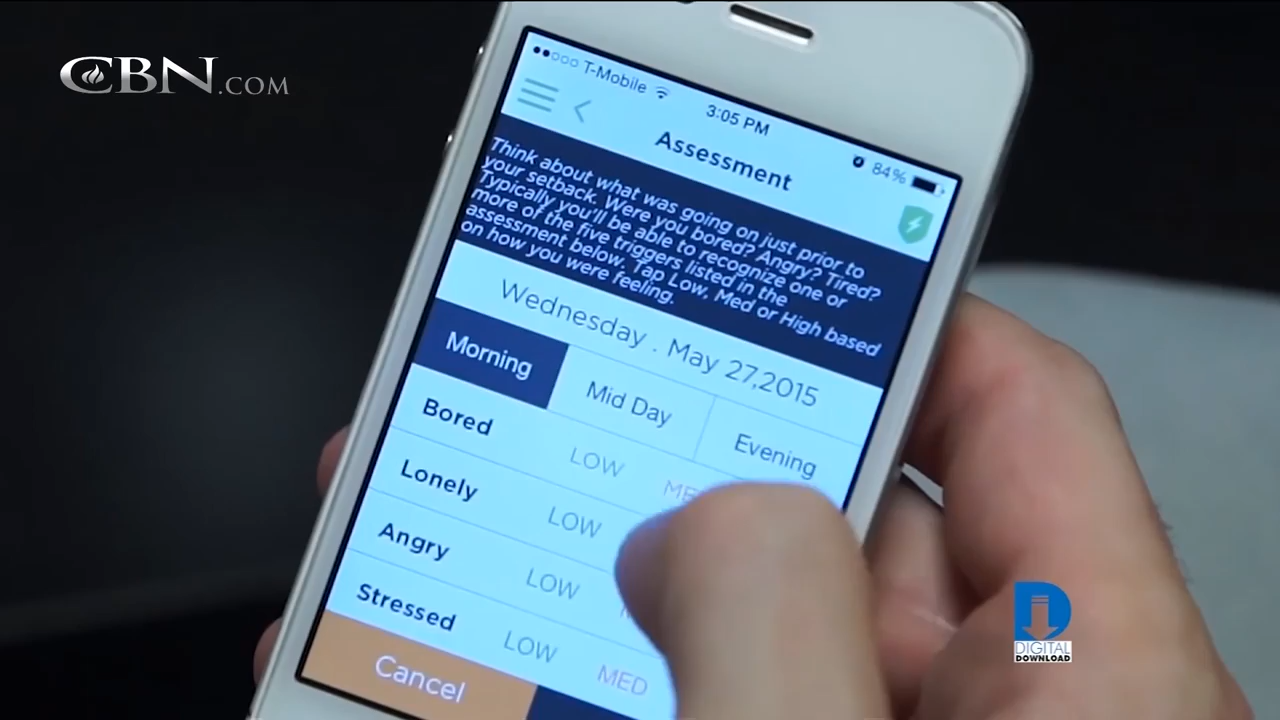 CBN.COM
T-Mobile 3:05 PM 84%
Assessment
Think about what was going on just prior to
your setback. Were you bored? Angry? Tired?
Typically you'll be able to recognize one or
more of the five triggers listed in the
assessment below. Tap Low, Med or High based
on how you were feeling.
Wednesday . May 27,2015
Morning Mid Day Evening
Bored LOW
Lonely LOW
Angry LOW
Stressed LOW MED
Cancel
DIGITAL
DOWNLOAD